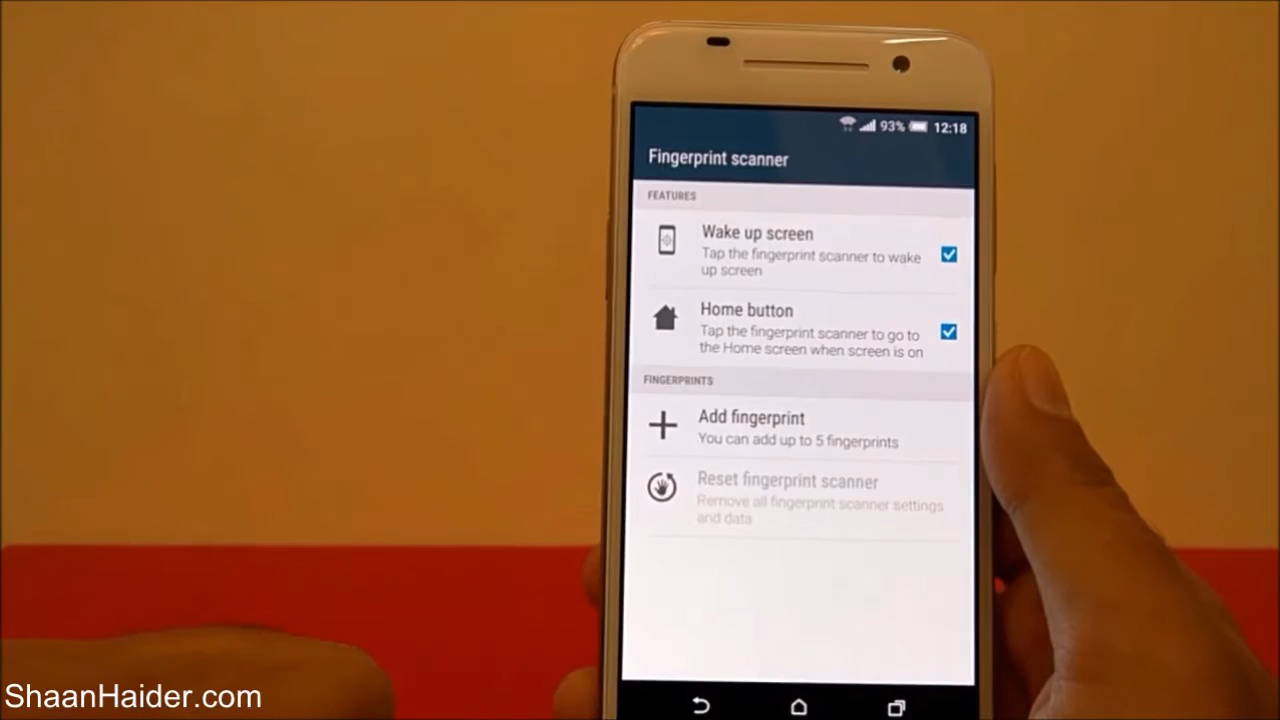 93% 12:18
Fingerprint scanner
FEATURES
Wake up screen
Tap the fingerprint scanner to wake
up screen
Home button
Tap the fingerprint scanner to go to
the Home screen when screen is on
FINGERPRINTS
Add fingerprint
You can add up to 5 fingerprints
Reset fingerprint scanner
Remove all fingerprint scanner settings
and data
ShaanHaider.com